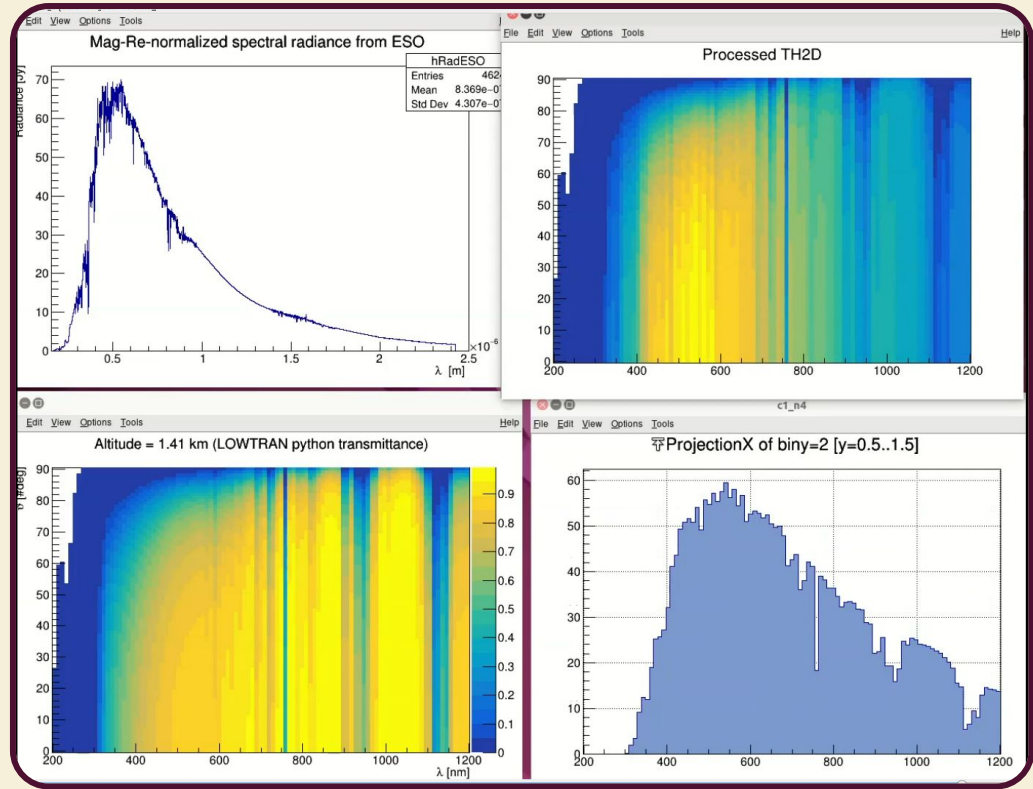 Edit View Options Tools
Mag-Re-normalized spectral radiance from ESO
hRadESO
Entries
Mean
Std Dev
Radiance [Jy]
70
60
50
40
30
20
10
0
0.5 1 1.5 2 2.5
×10⁻⁶
λ [m]
File Edit View Options Tools Help
Processed TH2D
90
80
70
60
50
40
30
20
10
0
200 400 600 800 1000 1200
Edit View Options Tools Help
Altitude = 1.41 km (LOWTRAN python transmittance)
[#deg]
90
80
70
60
50
40
30
20
10
0
200 400 600 800 1000 1200
λ [nm]
0.9
0.8
0.7
0.6
0.5
0.4
0.3
0.2
0.1
0
c1_n4
File Edit View Options Tools Help
ProjectionX of biny=2 [y=0.5..1.5]
60
50
40
30
20
10
0
200 400 600 800 1000 1200